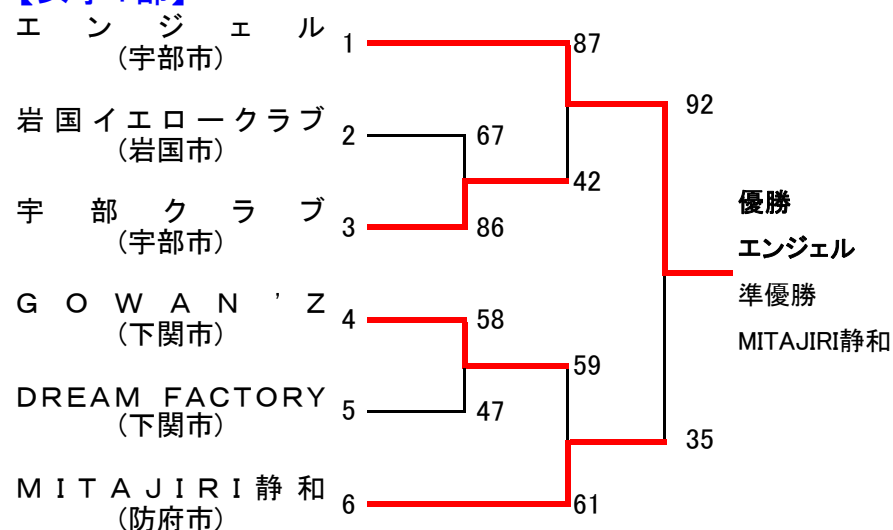 エンジェル
(宇部市)
1
87
92
岩国イエロークラブ
(岩国市)
2
67
42
宇部クラブ
(宇部市)
3
86
優勝
エンジェル
準優勝
MITAJIRI静和
GOWAN'Z
(下関市)
4
58
59
DREAM FACTORY
(下関市)
5
47
35
MITAJIRI静和
(防府市)
6
61